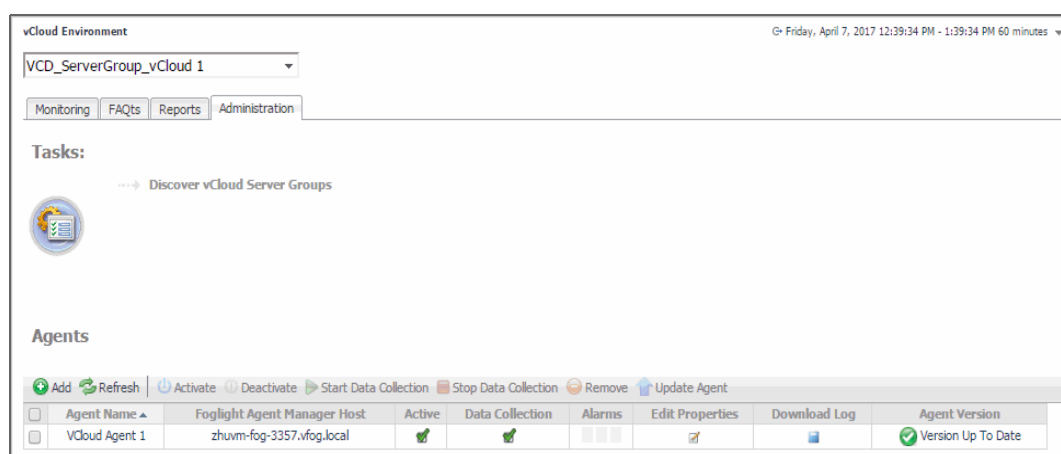 vCloud Environment
Friday, April 7, 2017 12:39:34 PM - 1:39:34 PM 60 minutes
VCD_ServerGroup_vCloud 1
Monitoring FAQts Reports Administration
Tasks:
Discover vCloud Server Groups
Agents
Add Refresh Activate Deactivate Start Data Collection Stop Data Collection Remove Update Agent
Agent Name Foglight Agent Manager Host Active Data Collection Alarms Edit Properties Download Log Agent Version
VCloud Agent 1 zhuvm-fog-3357.vfog.local Version Up To Date